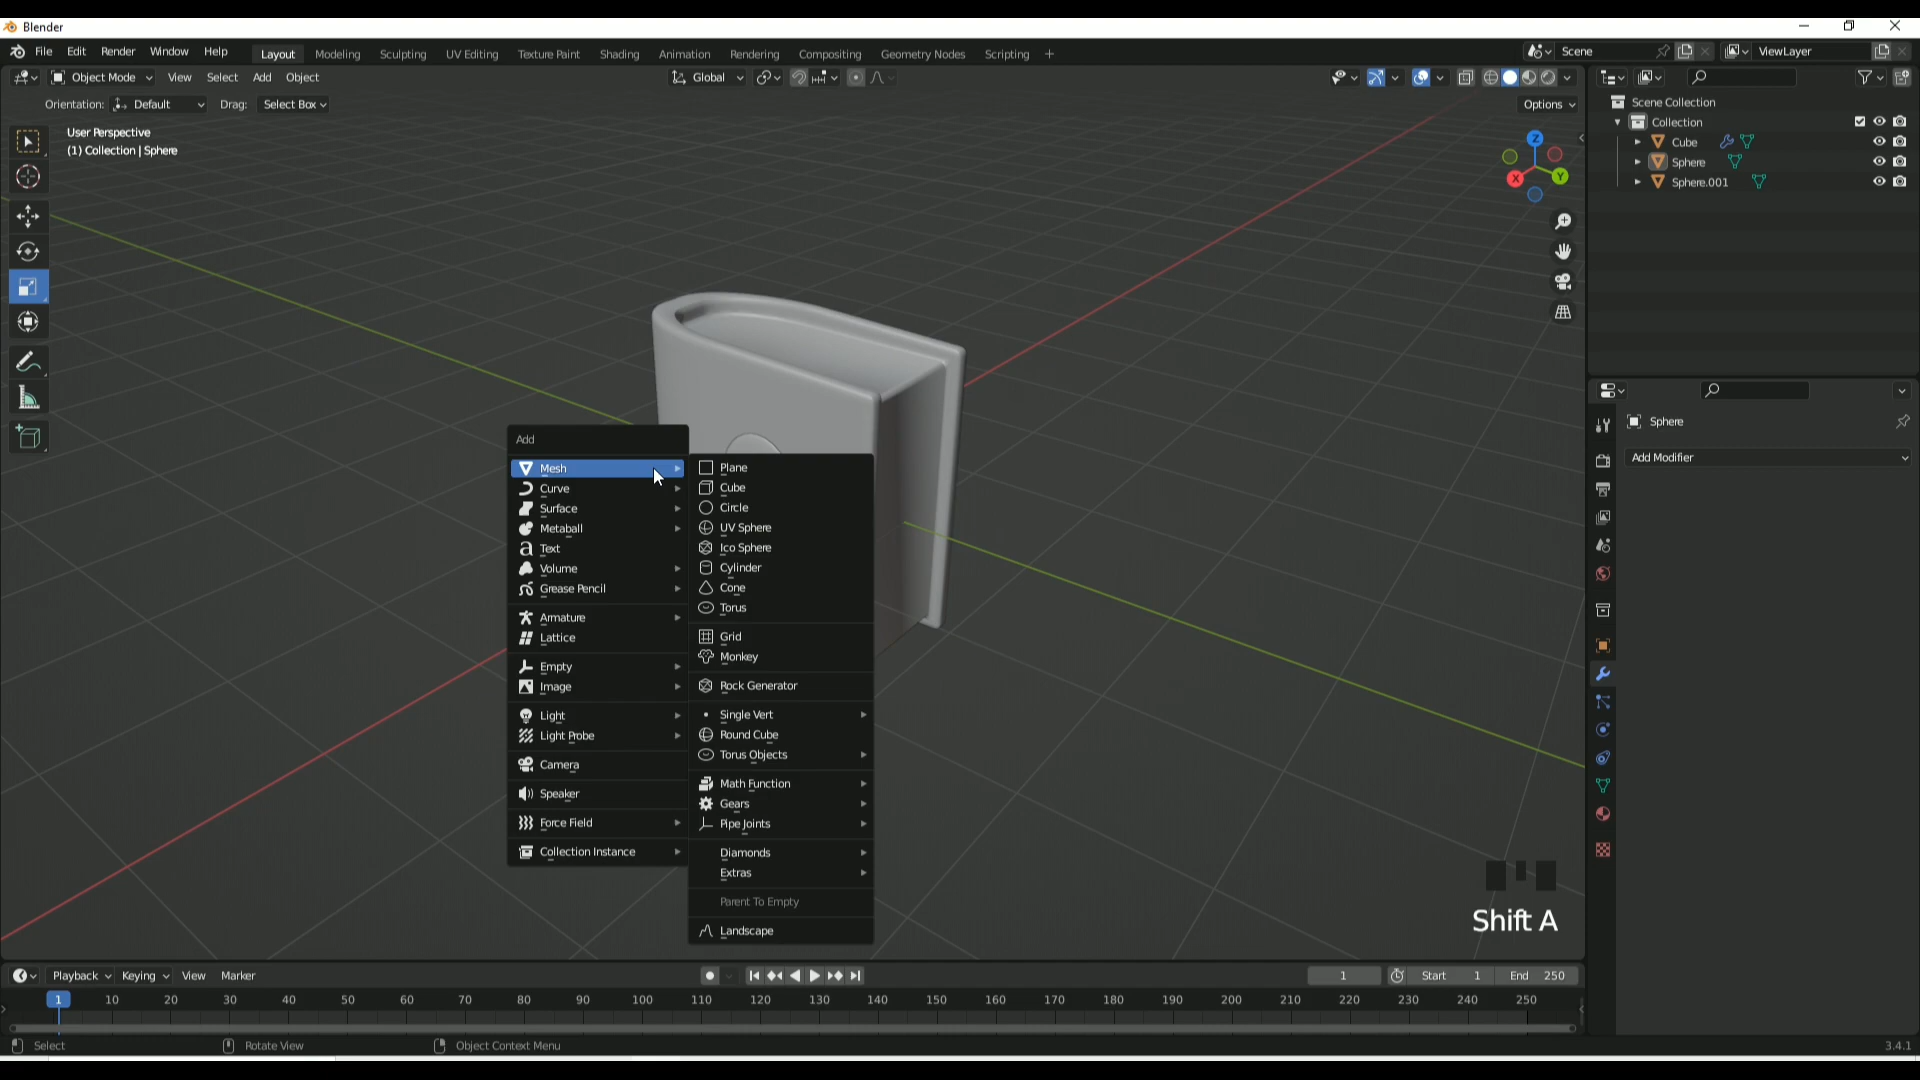 Blender
File Edit Render Window Help Layout Modeling Sculpting UV Editing Texture Paint Shading Animation Rendering Compositing Geometry Nodes Scripting + Scene ViewLayer
Object Mode View Select Add Object Global
Orientation: Default Drag: Select Box Options
User Perspective
(1) Collection | Sphere
Z
X
Y
Scene Collection
Collection
Cube
Sphere
Sphere.001
Sphere
Add Modifier
Add
Mesh
Curve
Surface
Metaball
Text
Volume
Grease Pencil
Armature
Lattice
Empty
Image
Light
Light Probe
Camera
Speaker
Force Field
Collection Instance
Plane
Cube
Circle
UV Sphere
Ico Sphere
Cylinder
Cone
Torus
Grid
Monkey
Rock Generator
Single Vert
Round Cube
Torus Objects
Math Function
Gears
Pipe Joints
Diamonds
Extras
Parent To Empty
Landscape
Shift A
Playback Keying View Marker 1 Start 1 End 250
1 10 20 30 40 50 60 70 80 90 100 110 120 130 140 150 160 170 180 190 200 210 220 230 240 250
Select Rotate View Object Context Menu 3.4.1